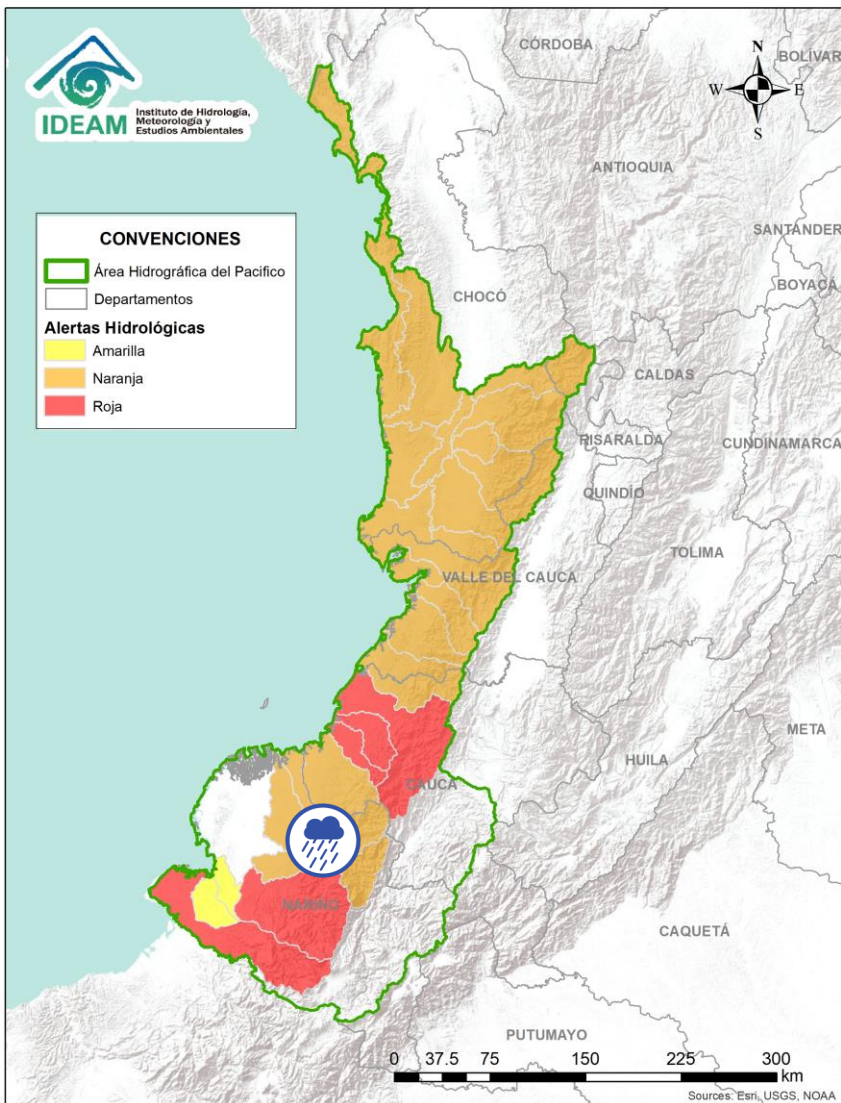 IDEAM
Instituto de Hidrología,
Meteorología y
Estudios Ambientales
CÓRDOBA
BOLÍVAR
N
W
E
S
ANTIOQUIA
SANTANDER
BOYACÁ
CONVENCIONES
Área Hidrográfica del Pacifico
Departamentos
Alertas Hidrológicas
Amarilla
Naranja
Roja
CHOCÓ
CALDAS
RISARALDA
CUNDINAMARCA
QUINDÍO
TOLIMA
VALLE DEL CAUCA
META
HUILA
CAUCA
NARIÑO
CAQUETÁ
PUTUMAYO
0 37.5 75 150 225 300
km
Sources: Esri, USGS, NOAA